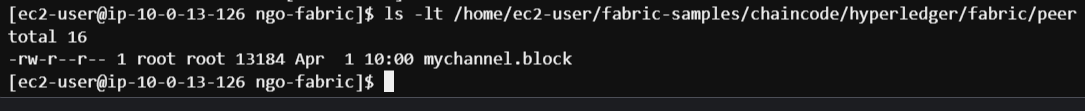 [ec2-user@ip-10-0-13-126 ngo-fabric]$ ls -lt /home/ec2-user/fabric-samples/chaincode/hyperledger/fabric/peer
total 16
-rw-r--r-- 1 root root 13184 Apr  1 10:00 mychannel.block
[ec2-user@ip-10-0-13-126 ngo-fabric]$